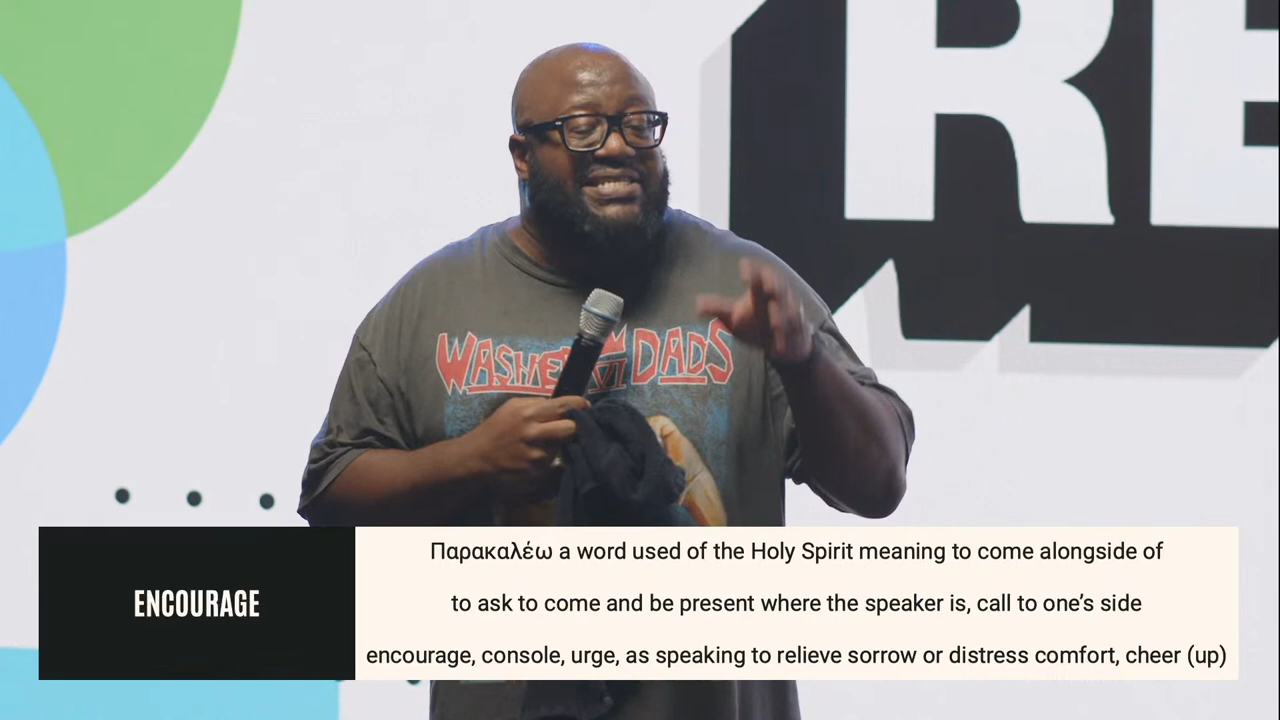 RE
WASHED
VI
DADS
ENCOURAGE
Παρακαλέω a word used of the Holy Spirit meaning to come alongside of
to ask to come and be present where the speaker is, call to one’s side
encourage, console, urge, as speaking to relieve sorrow or distress comfort, cheer (up)